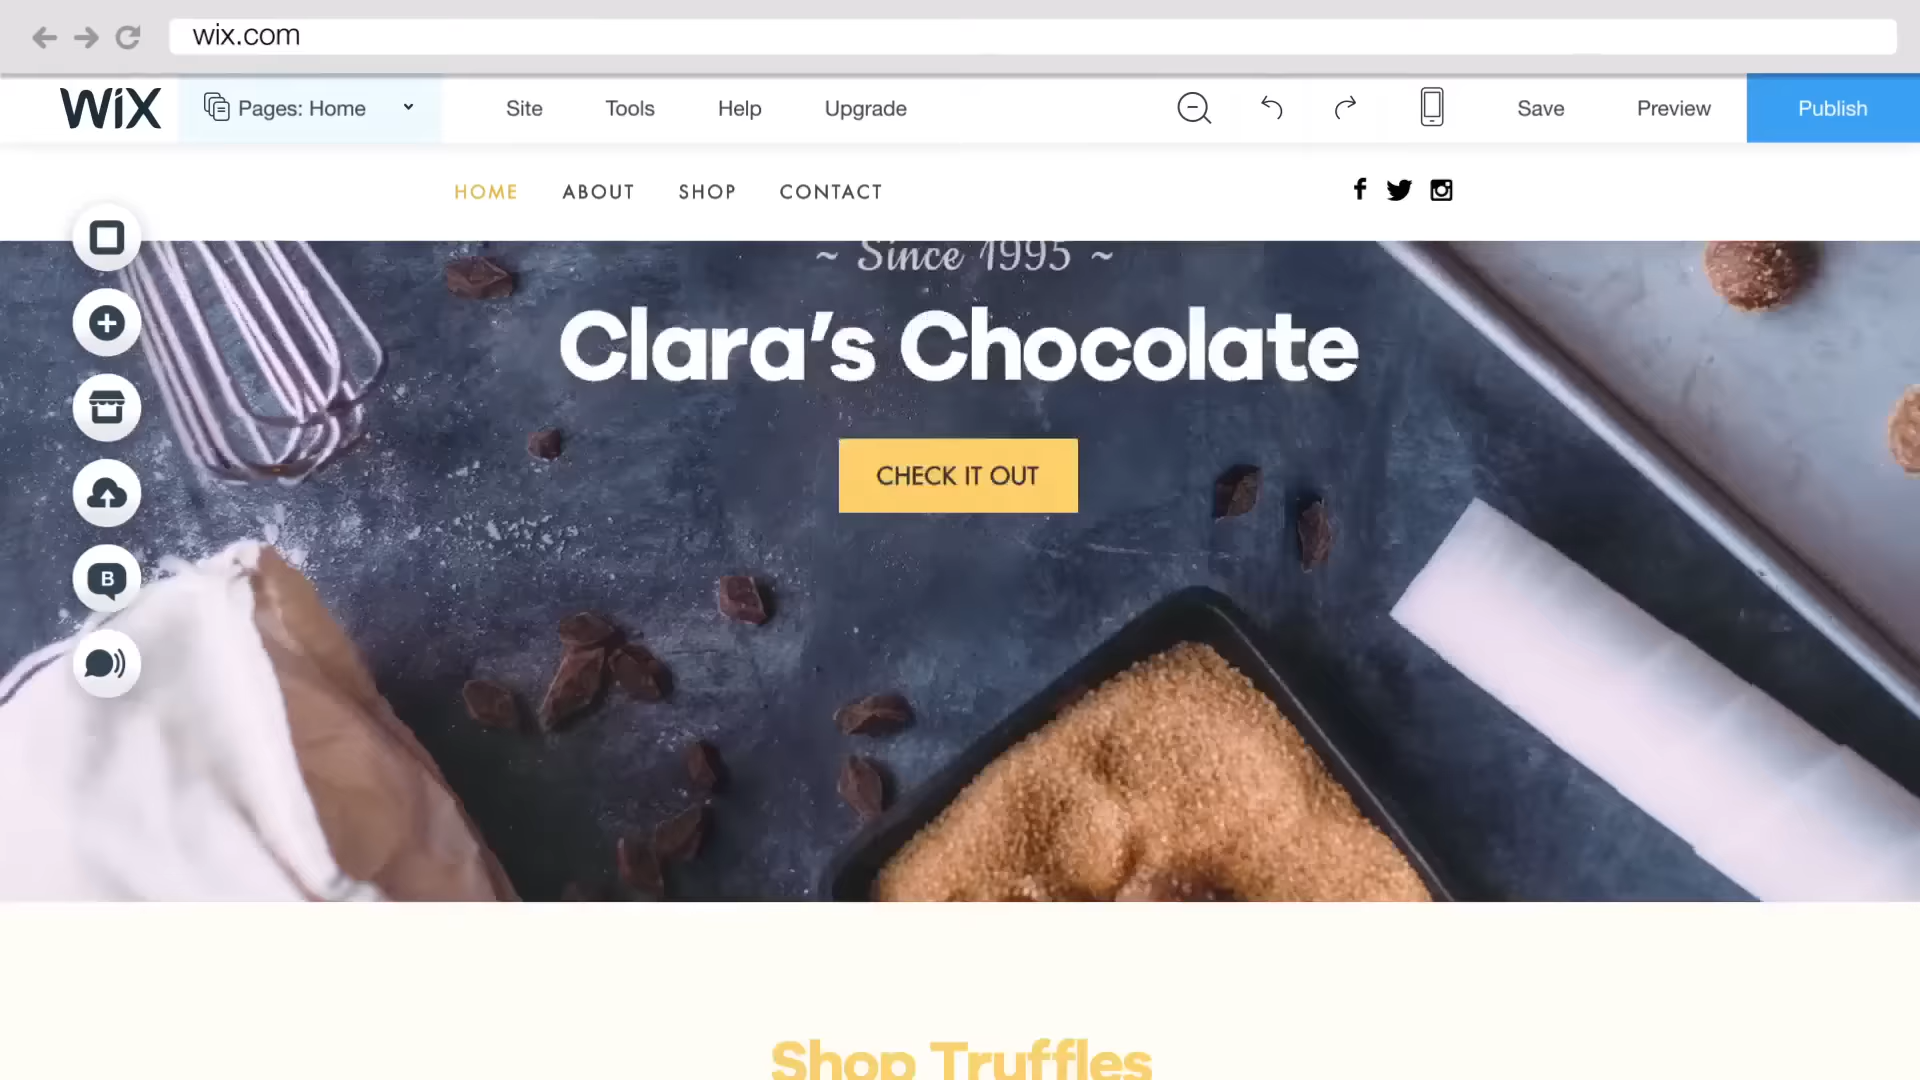 wix.com
WiX
Pages: Home
Site
Tools
Help
Upgrade
Save
Preview
Publish
HOME
ABOUT
SHOP
CONTACT
~ Since 1995 ~
Clara's Chocolate
CHECK IT OUT
B
Shop Truffles